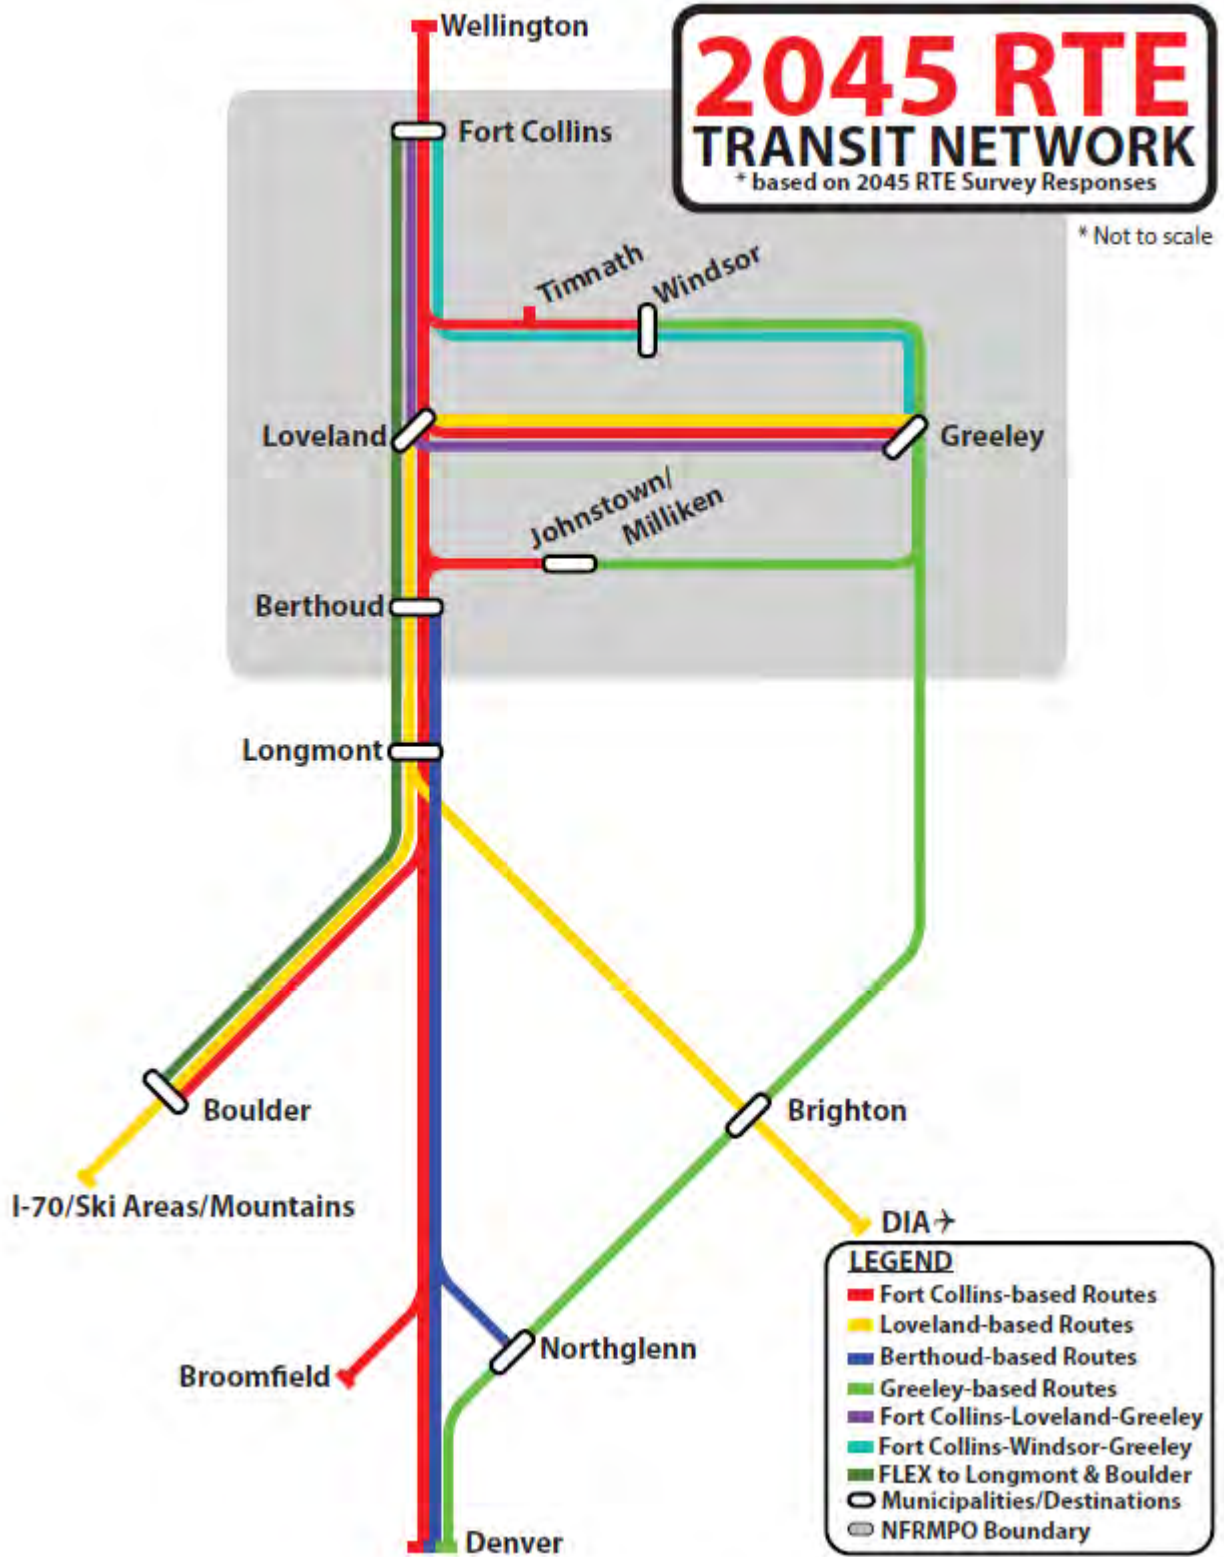 Wellington
2045 RTE
TRANSIT NETWORK
* based on 2045 RTE Survey Responses
* Not to scale
Fort Collins
Timnath
Windsor
Loveland
Greeley
Johnstown/
Milliken
Berthoud
Longmont
Boulder
Brighton
I-70/Ski Areas/Mountains
DIA✈
Broomfield
Northglenn
Denver
LEGEND
Fort Collins-based Routes
Loveland-based Routes
Berthoud-based Routes
Greeley-based Routes
Fort Collins-Loveland-Greeley
Fort Collins-Windsor-Greeley
FLEX to Longmont & Boulder
Municipalities/Destinations
NFRMPO Boundary